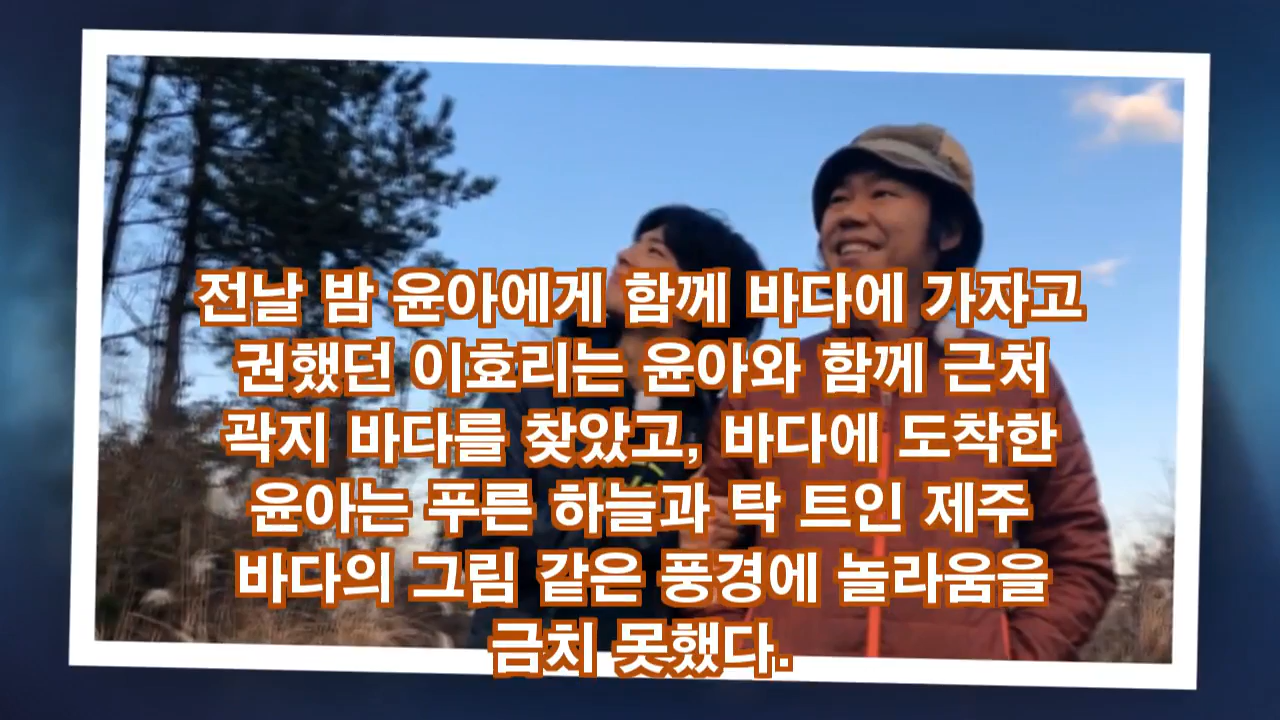 전날 밤 윤아에게 함께 바다에 가자고
권했던 이효리는 윤아와 함께 근처
곽지 바다를 찾았고, 바다에 도착한
윤아는 푸른 하늘과 탁 트인 제주
바다의 그림 같은 풍경에 놀라움을
금치 못했다.